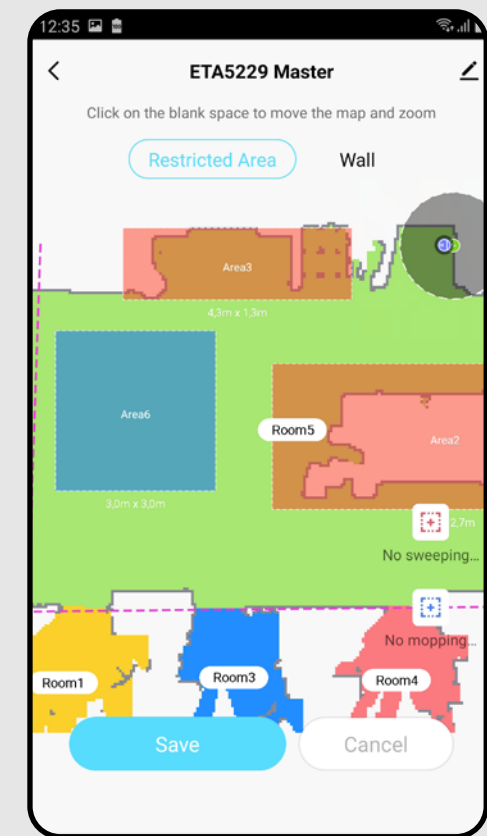 12:35
ETA5229 Master
Click on the blank space to move the map and zoom
Restricted Area
Wall
Area3
4,3m x 1,3m
Area6
Room5
Area2
3,0m x 3,0m
2,7m
No sweeping...
No mopping...
Room1
Room3
Room4
Save
Cancel